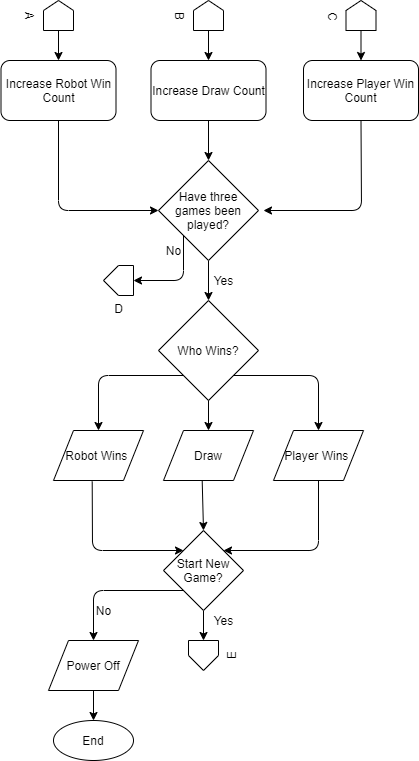 A
B
C
Increase Robot Win
Count
Increase Draw Count
Increase Player Win
Count
Have three
games been
played?
No
D
Yes
Who Wins?
Robot Wins
Draw
Player Wins
Start New
Game?
No
Yes
E
Power Off
End